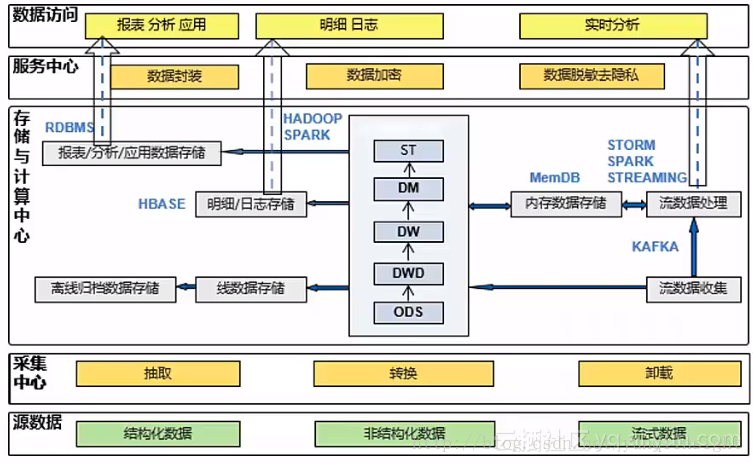 数据访问
报表 分析 应用
明细 日志
实时分析
服务中心
数据封装
数据加密
数据脱敏去隐私
存储与计算中心
RDBMS
HADOOP
SPARK
STORM
SPARK
STREAMING
报表/分析/应用数据存储
ST
DM
MemDB
HBASE
明细/日志存储
内存数据存储
流数据处理
DW
KAFKA
DWD
离线归档数据存储
线数据存储
流数据收集
ODS
采集
中心
抽取
转换
卸载
源数据
结构化数据
非结构化数据
流式数据